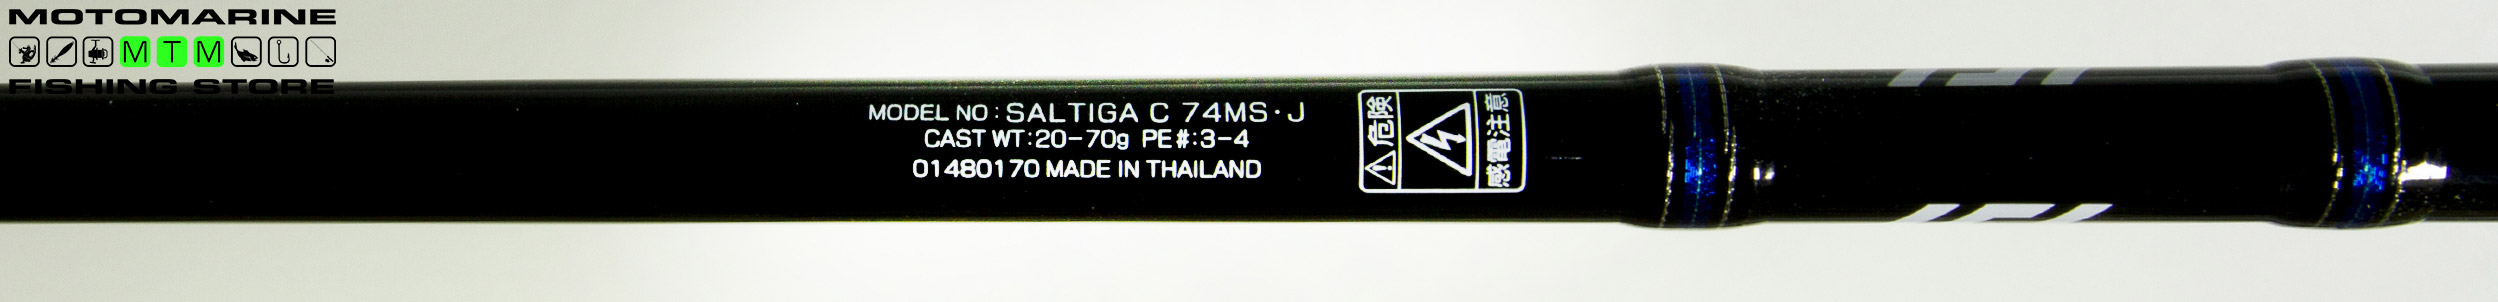 MOTOMARINE
M T M
FISHING STORE
MODEL NO : SALTIGA C 74MS·J
CAST WT:20-70g PE#:3-4
01480170 MADE IN THAILAND
危険
感電注意